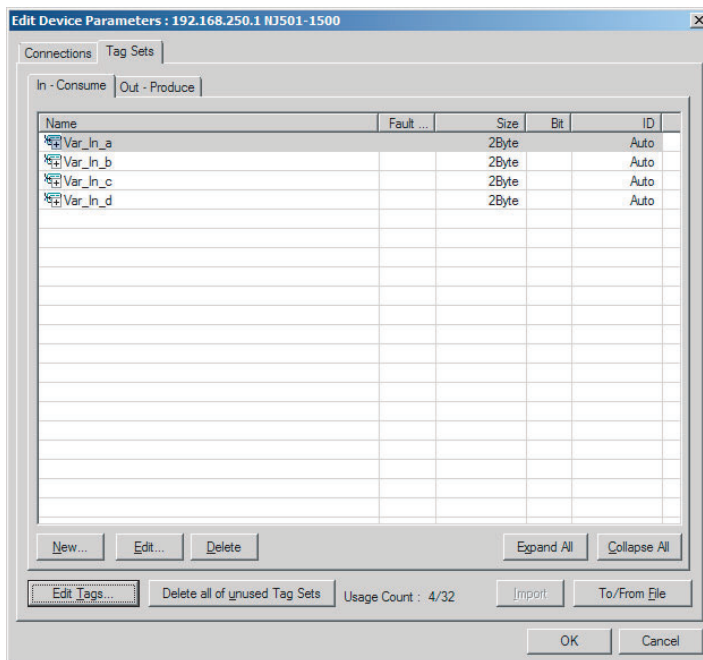 Edit Device Parameters : 192.168.250.1 NJ501-1500
Connections Tag Sets
In - Consume Out - Produce
Name Fault ... Size Bit ID
Var_In_a 2Byte Auto
Var_In_b 2Byte Auto
Var_In_c 2Byte Auto
Var_In_d 2Byte Auto
New... Edit... Delete Expand All Collapse All
Edit Tags... Delete all of unused Tag Sets Usage Count : 4/32 Import To/From File
OK Cancel